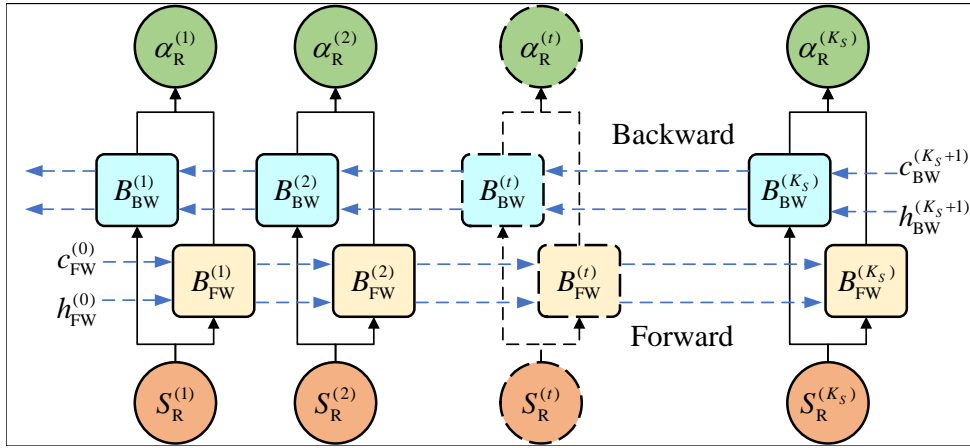 α_R^(1) α_R^(2) α_R^(t) α_R^(K_S)
Backward
B_BW^(1) B_BW^(2) B_BW^(t) B_BW^(K_S) c_BW^(K_S+1)
h_BW^(K_S+1)
c_FW^(0)
B_FW^(1) B_FW^(2) B_FW^(t) B_FW^(K_S)
h_FW^(0)
Forward
S_R^(1) S_R^(2) S_R^(t) S_R^(K_S)